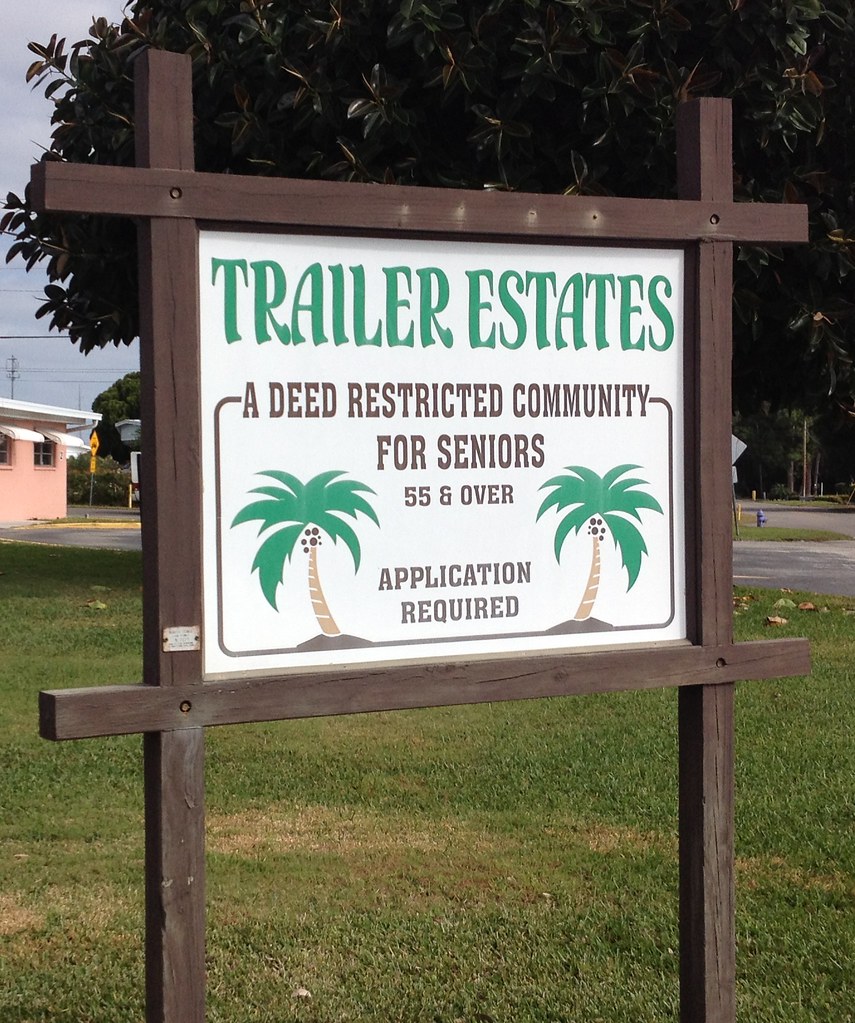 TRAILER ESTATES
A DEED RESTRICTED COMMUNITY
FOR SENIORS
55 & OVER
APPLICATION
REQUIRED